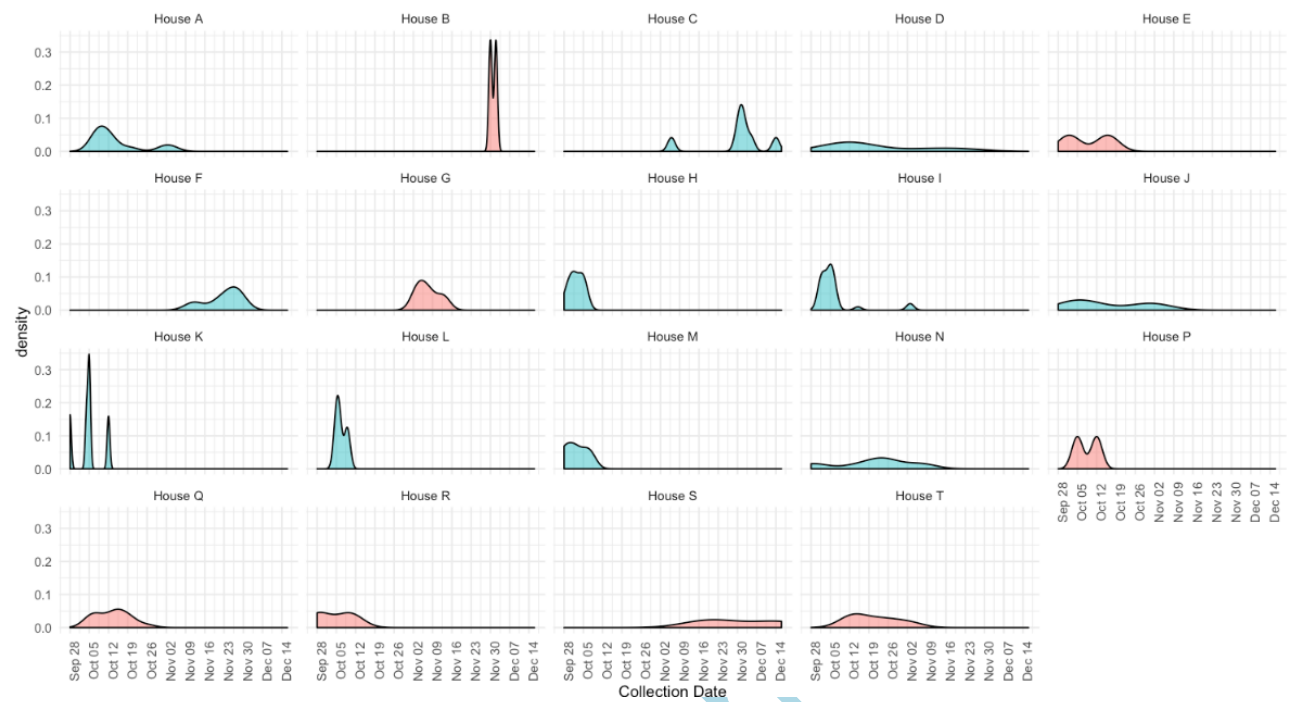 House A House B House C House D House E
0.3
0.2
0.1
0.0
House F House G House H House I House J
0.3
0.2
0.1
0.0
density
House K House L House M House N House P
0.3
0.2
0.1
0.0
Sep 28 Oct 05 Oct 12 Oct 19 Oct 26 Nov 02 Nov 09 Nov 16 Nov 23 Nov 30 Dec 07 Dec 14
House Q House R House S House T
0.3
0.2
0.1
0.0
Sep 28 Oct 05 Oct 12 Oct 19 Oct 26 Nov 02 Nov 09 Nov 16 Nov 23 Nov 30 Dec 07 Dec 14 Sep 28 Oct 05 Oct 12 Oct 19 Oct 26 Nov 02 Nov 09 Nov 16 Nov 23 Nov 30 Dec 07 Dec 14 Sep 28 Oct 05 Oct 12 Oct 19 Oct 26 Nov 02 Nov 09 Nov 16 Nov 23 Nov 30 Dec 07 Dec 14 Sep 28 Oct 05 Oct 12 Oct 19 Oct 26 Nov 02 Nov 09 Nov 16 Nov 23 Nov 30 Dec 07 Dec 14
Collection Date